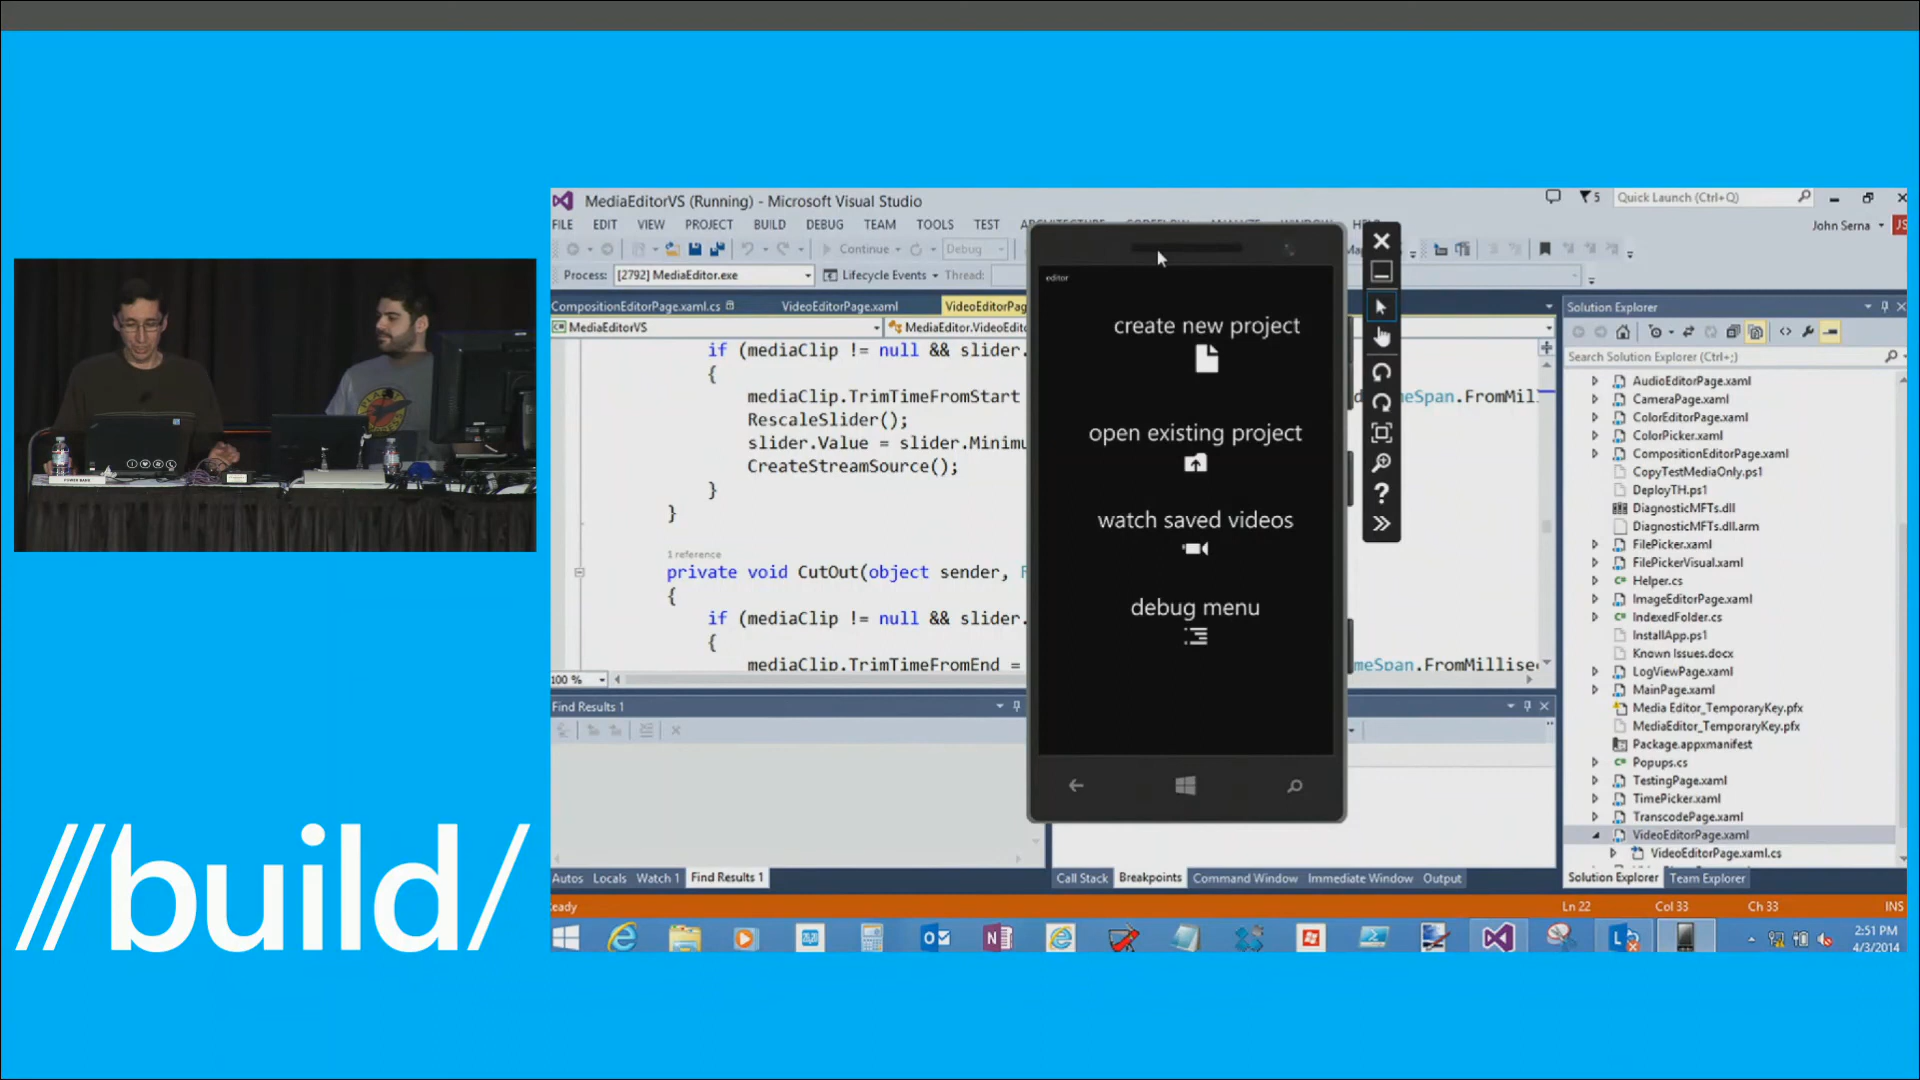 MediaEditorVS (Running) - Microsoft Visual Studio
5
Quick Launch (Ctrl+Q)
FILE EDIT VIEW PROJECT BUILD DEBUG TEAM TOOLS TEST
John Serna JS
Continue Debug
Process: [2792] MediaEditor.exe Lifecycle Events Thread:
CompositionEditorPage.xaml.cs VideoEditorPage.xaml VideoEditorPag
MediaEditorVS MediaEditor.VideoEdit
if (mediaClip != null && slider.
{
mediaClip.TrimTimeFromStart
eSpan.FromMil
RescaleSlider();
slider.Value = slider.Minimu
CreateStreamSource();
}
}
1 reference
private void CutOut(object sender, R
{
if (mediaClip != null && slider.
{
mediaClip.TrimTimeFromEnd =
meSpan.FromMillise
100 %
editor
create new project
open existing project
watch saved videos
debug menu
Find Results 1
Autos Locals Watch 1 Find Results 1
Call Stack Breakpoints Command Window Immediate Window Output
Solution Explorer
Search Solution Explorer (Ctrl+;)
AudioEditorPage.xaml
CameraPage.xaml
ColorEditorPage.xaml
ColorPicker.xaml
CompositionEditorPage.xaml
CopyTestMediaOnly.ps1
DeployTH.ps1
DiagnosticMFTs.dll
DiagnosticMFTs.dll.arm
FilePicker.xaml
FilePickerVisual.xaml
Helper.cs
ImageEditorPage.xaml
IndexedFolder.cs
InstallApp.ps1
Known Issues.docx
LogViewPage.xaml
MainPage.xaml
Media Editor_TemporaryKey.pfx
MediaEditor_TemporaryKey.pfx
Package.appxmanifest
Popups.cs
TestingPage.xaml
TimePicker.xaml
TranscodePage.xaml
VideoEditorPage.xaml
VideoEditorPage.xaml.cs
Solution Explorer Team Explorer
eady
Ln 22 Col 33 Ch 33 INS
2:51 PM
4/3/2014
//build/